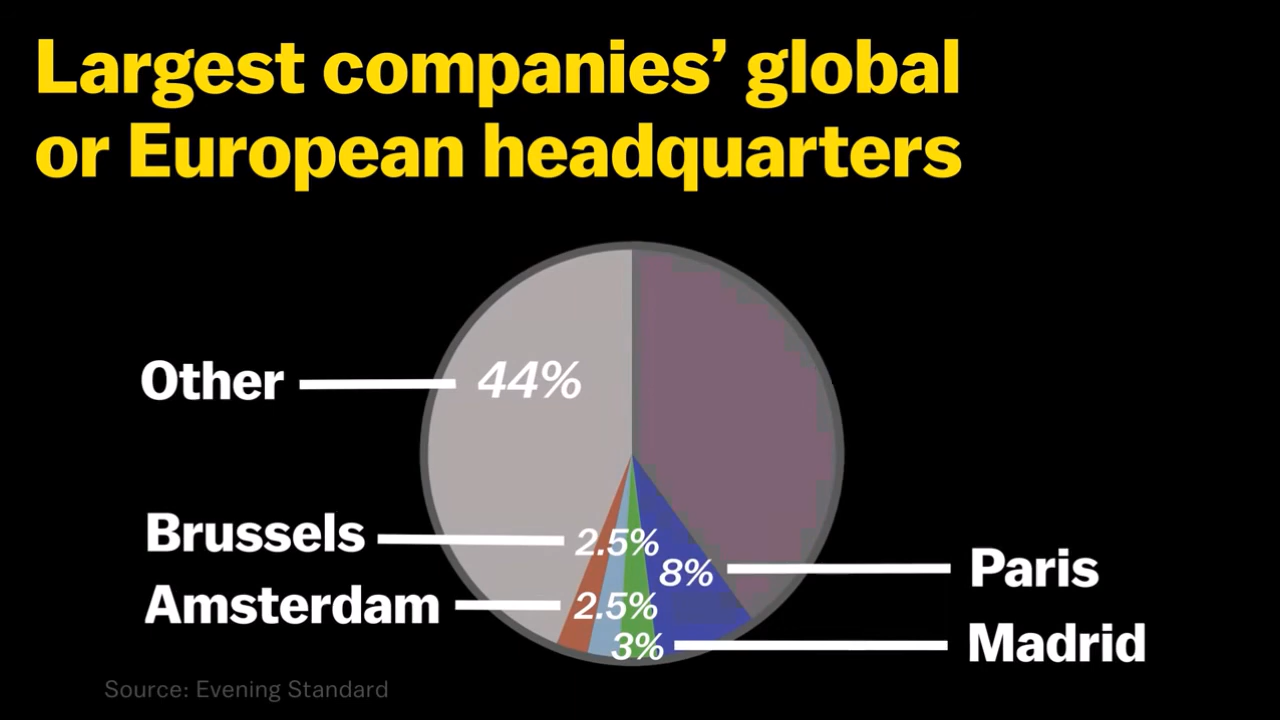 Largest companies’ global
or European headquarters
Other
44%
Brussels
2.5%
8%
Paris
Amsterdam
2.5%
3%
Madrid
Source: Evening Standard